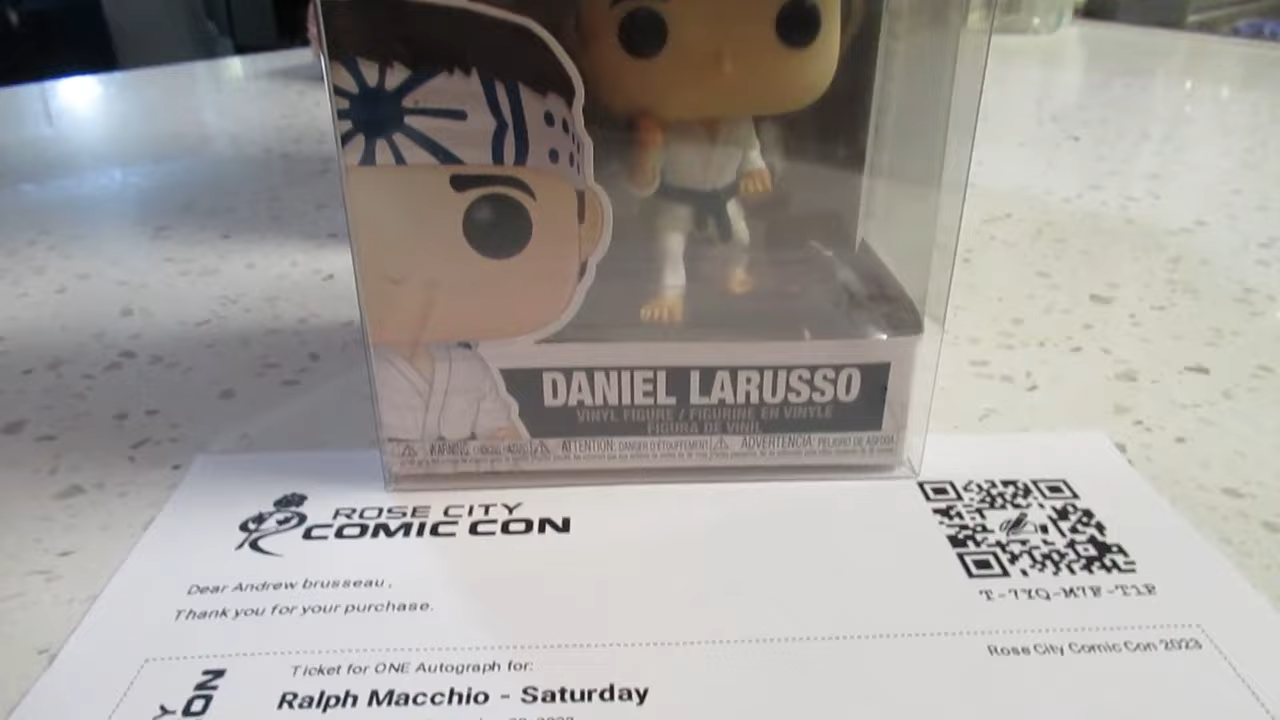 DANIEL LARUSSO
VINYL FIGURE / FIGURINE EN VINYLE
FIGURA DE VINIL
WARNING: ATTENTION: DANGER D'ÉTOUFFEMENT ADVERTENCIA: PELIGRO DE ASFIXIA
ROSE CITY
COMIC CON
Dear Andrew brusseau,
Thank you for your purchase.
T-7YQ-M7F-T1P
Rose City Comic Con 2023
Ticket for ONE Autograph for:
Ralph Macchio - Saturday